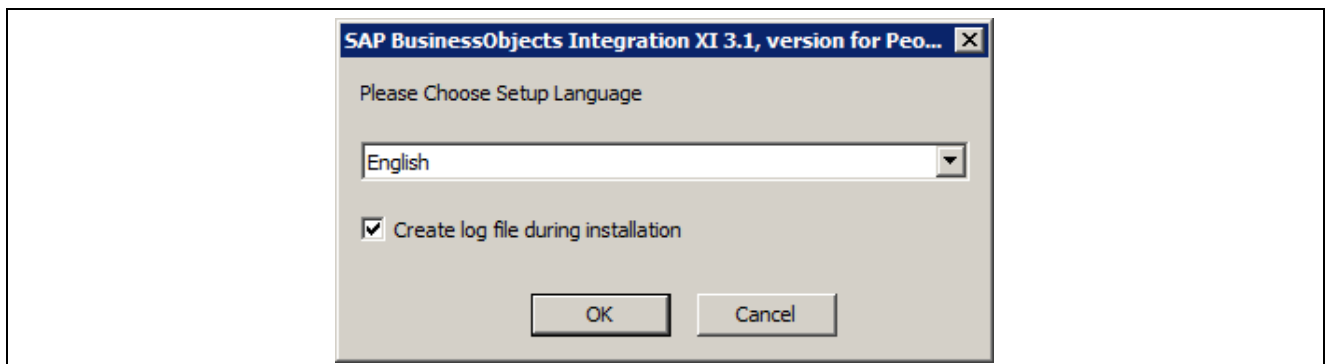 SAP BusinessObjects Integration XI 3.1, version for Peo...
Please Choose Setup Language
English
Create log file during installation
OK Cancel